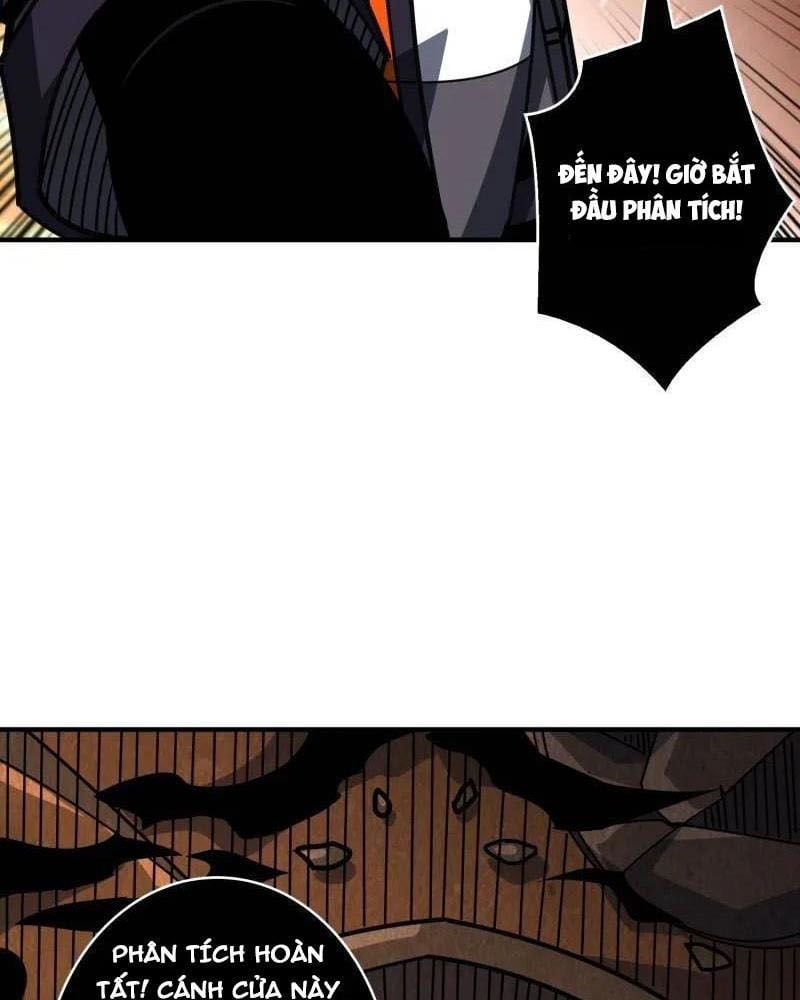 ĐẾN ĐÂY! GIỜ BẮT
ĐẦU PHÂN TÍCH!
PHÂN TÍCH HOÀN
TẤT! CÁNH CỬA NÀY